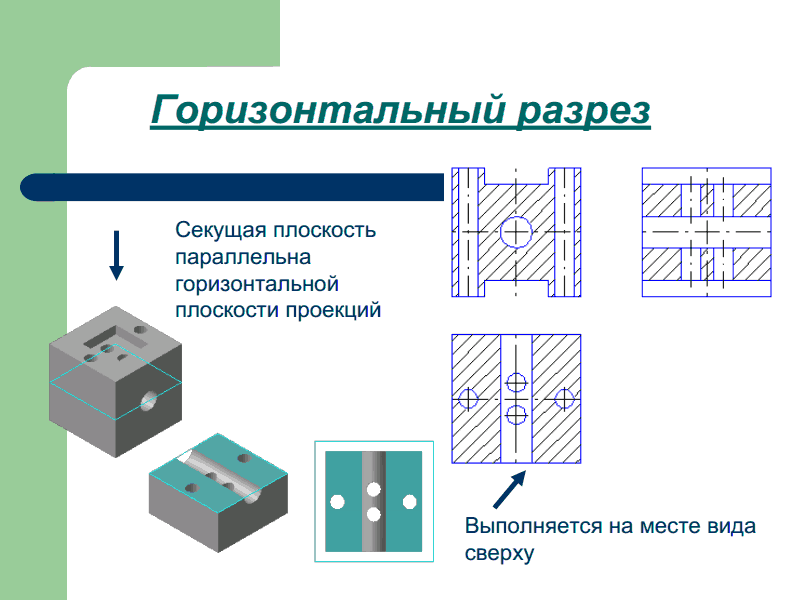 Горизонтальный разрез
Секущая плоскость
параллельна
горизонтальной
плоскости проекций
Выполняется на месте вида
сверху